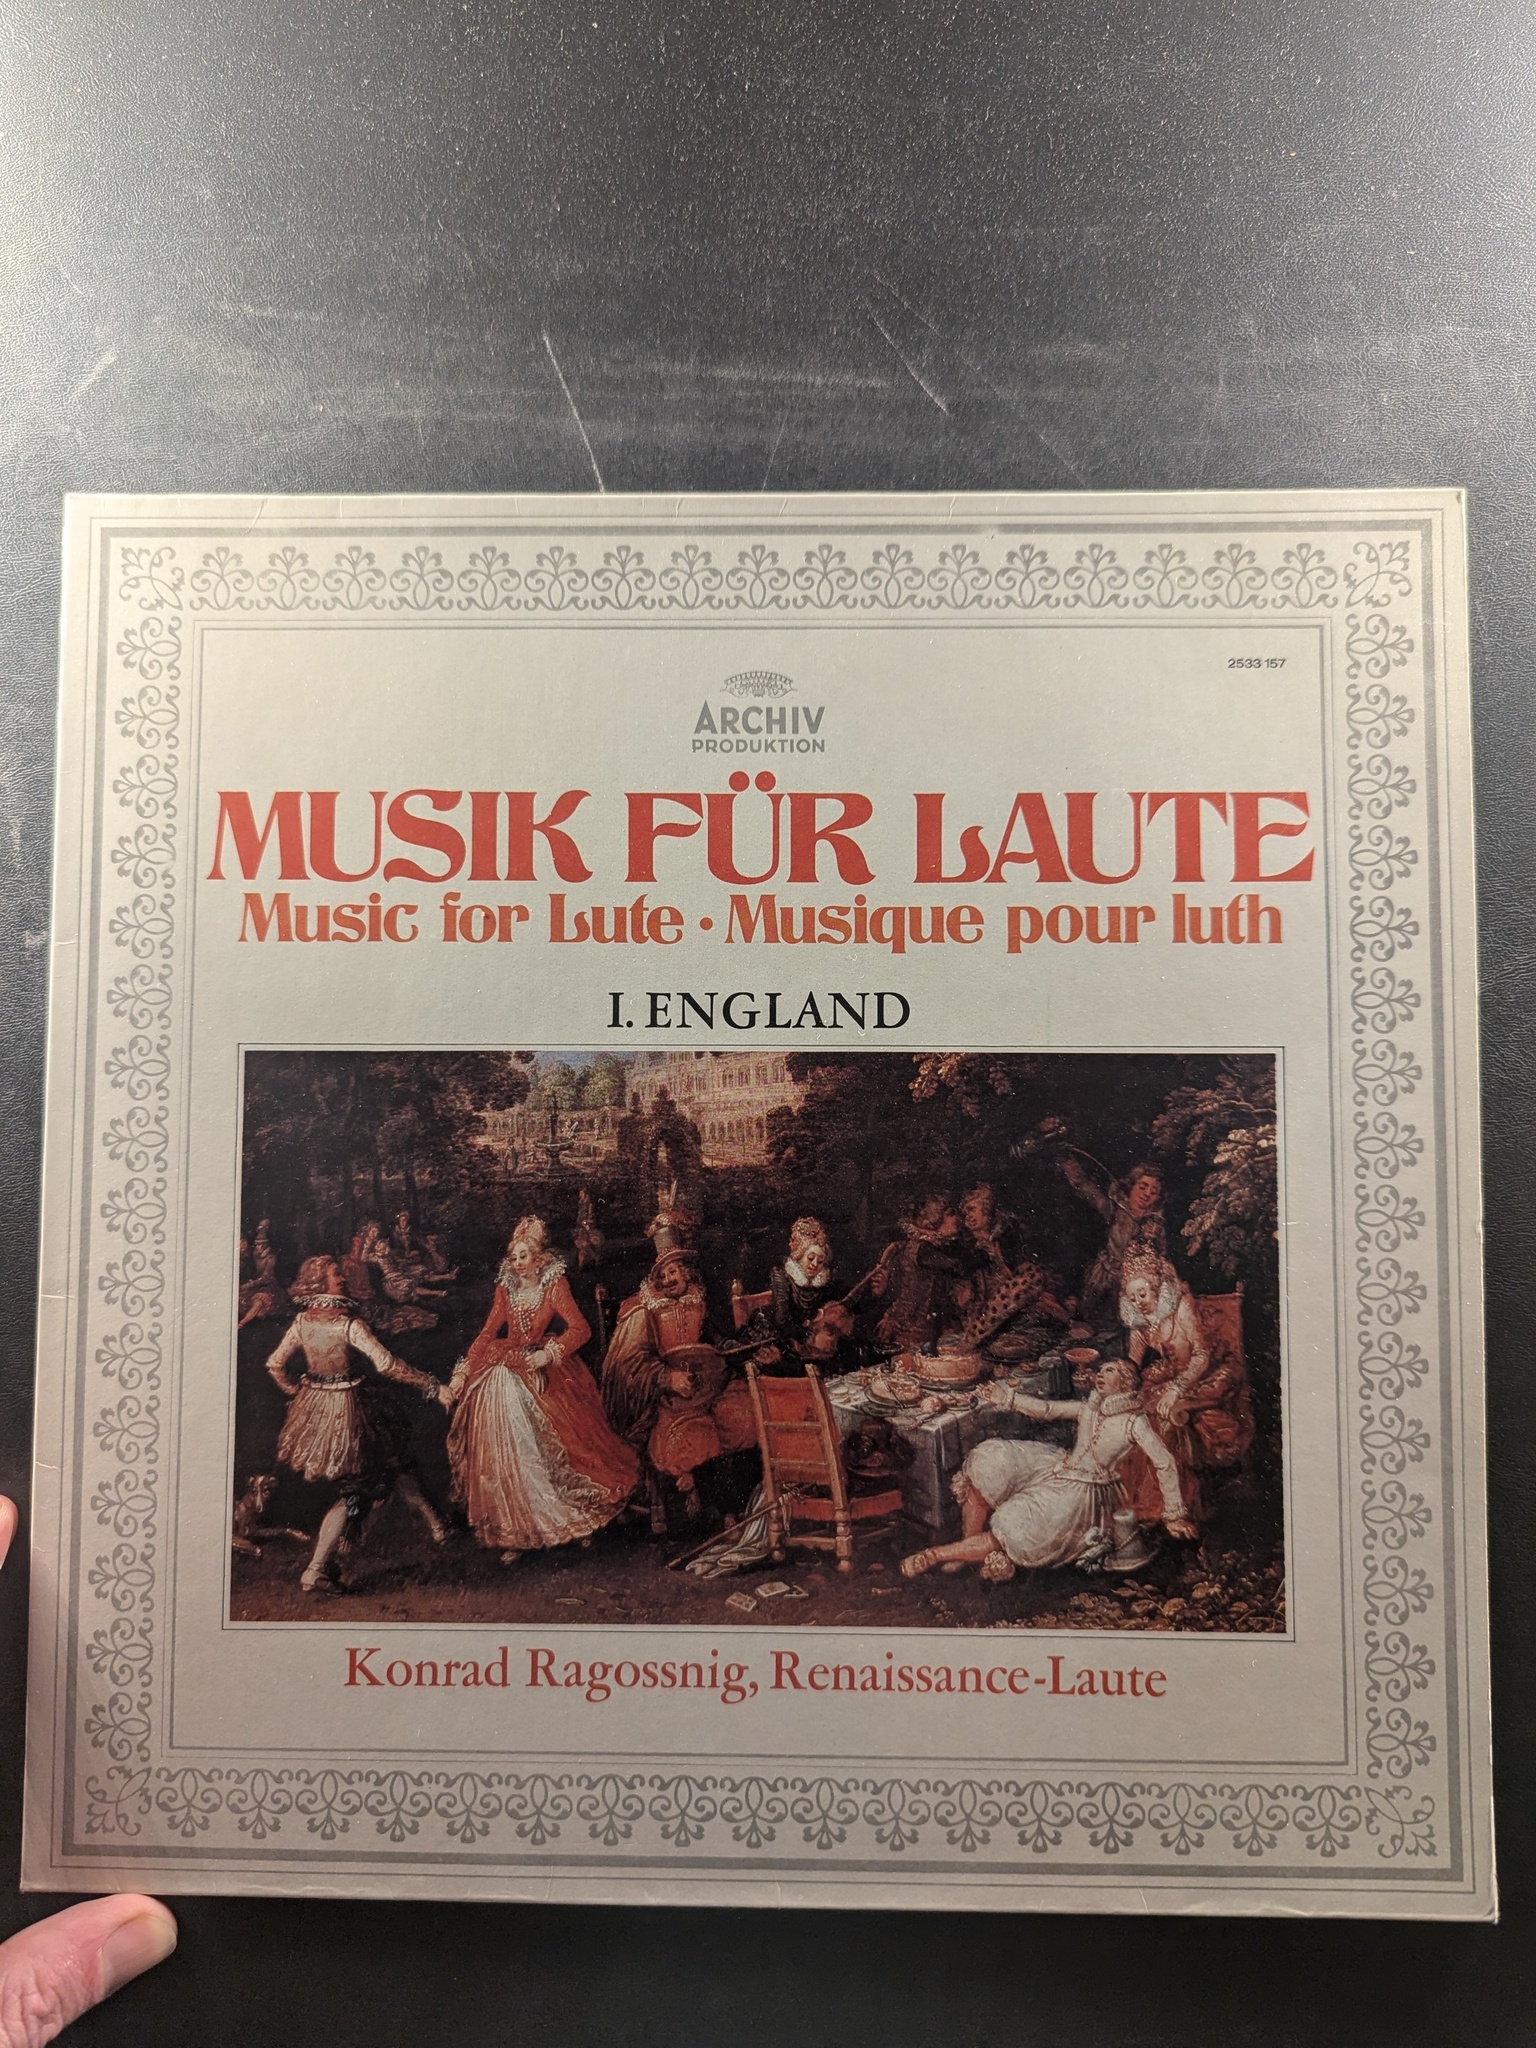 2533 157
ARCHIV
PRODUKTION
MUSIK FÜR LAUTE
Music for Lute · Musique pour luth
I. ENGLAND
Konrad Ragossnig, Renaissance-Laute